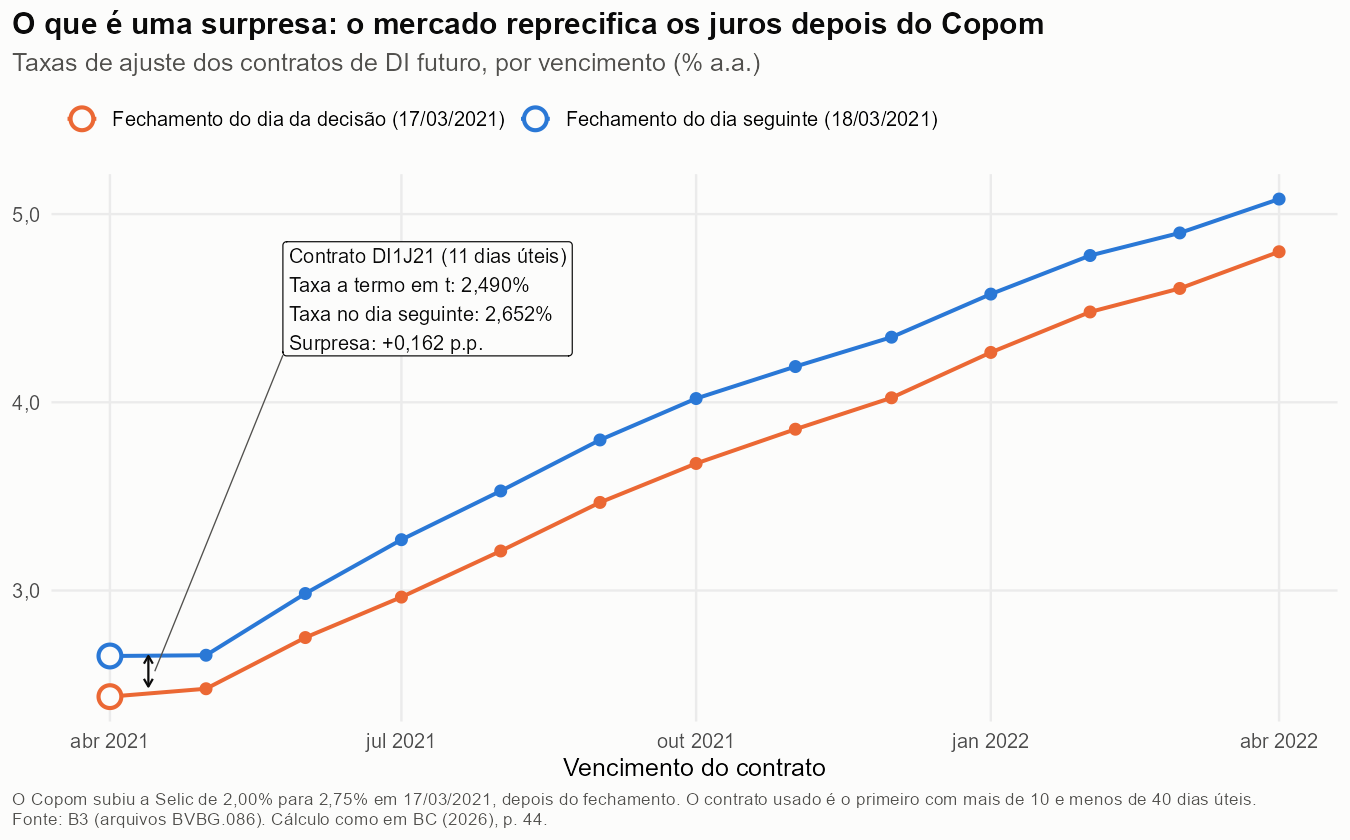 O que é uma surpresa: o mercado reprecifica os juros depois do Copom
Taxas de ajuste dos contratos de DI futuro, por vencimento (% a.a.)
Fechamento do dia da decisão (17/03/2021) Fechamento do dia seguinte (18/03/2021)
5,0
Contrato DI1J21 (11 dias úteis)
Taxa a termo em t: 2,490%
Taxa no dia seguinte: 2,652%
Surpresa: +0,162 p.p.
4,0
3,0
abr 2021 jul 2021 out 2021 jan 2022 abr 2022
Vencimento do contrato
O Copom subiu a Selic de 2,00% para 2,75% em 17/03/2021, depois do fechamento. O contrato usado é o primeiro com mais de 10 e menos de 40 dias úteis.
Fonte: B3 (arquivos BVBG.086). Cálculo como em BC (2026), p. 44.